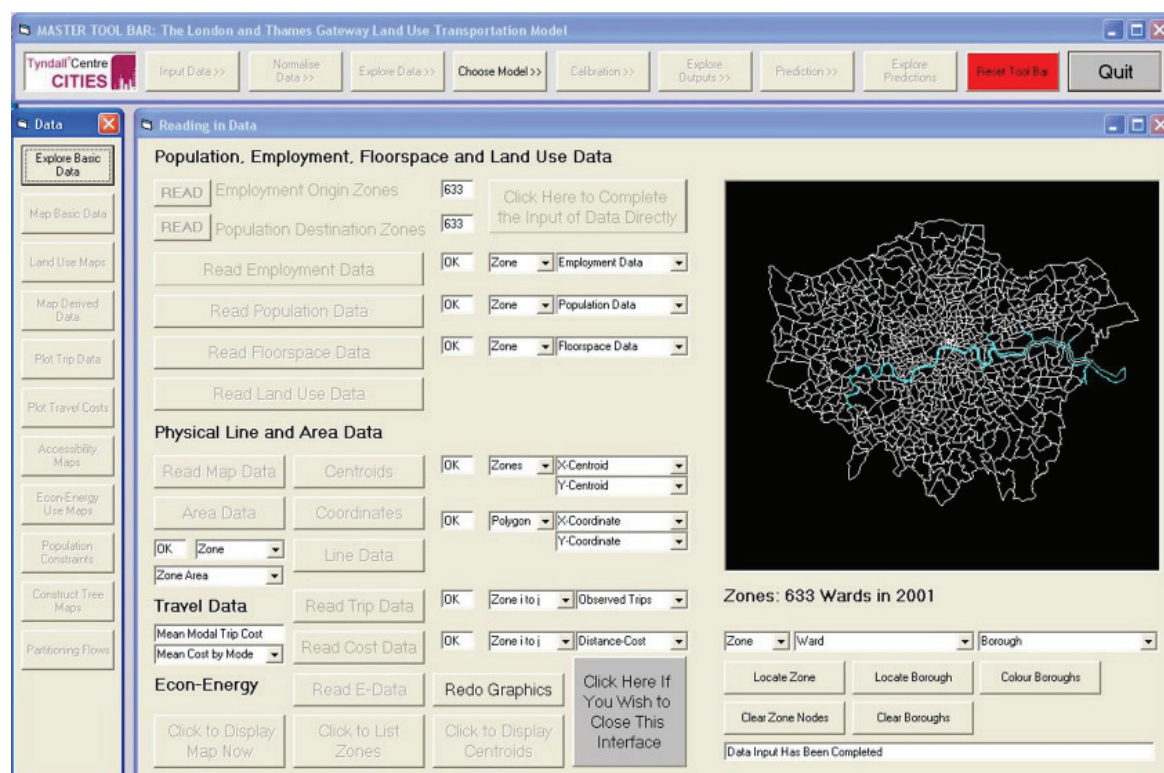 MASTER TOOL BAR: The London and Thames Gateway Land Use Transportation Model
Tyndall°Centre
CITIES
Input Data >>
Normalise
Data >>
Explore Data >>
Choose Model >>
Calibration >>
Explore
Outputs >>
Prediction >>
Explore
Predictions
Reset Tool Bar
Quit
Data
Explore Basic
Data
Map Basic Data
Land Use Maps
Map Derived
Data
Plot Trip Data
Plot Travel Costs
Accessibility
Maps
Econ-Energy
Use Maps
Population
Constraints
Construct Tree
Maps
Partitioning Flows
Reading in Data
Population, Employment, Floorspace and Land Use Data
READ Employment Origin Zones 633
READ Population Destination Zones 633
Click Here to Complete
the Input of Data Directly
Read Employment Data OK Zone Employment Data
Read Population Data OK Zone Population Data
Read Floorspace Data OK Zone Floorspace Data
Read Land Use Data
Physical Line and Area Data
Read Map Data Centroids OK Zones X-Centroid
Y-Centroid
Area Data Coordinates OK Polygon X-Coordinate
Y-Coordinate
OK Zone Line Data
Zone Area
Travel Data Read Trip Data OK Zone i to j Observed Trips
Mean Modal Trip Cost
Mean Cost by Mode Read Cost Data OK Zone i to j Distance-Cost
Econ-Energy Read E-Data Redo Graphics
Click to Display
Map Now
Click to List
Zones
Click to Display
Centroids
Click Here If
You Wish to
Close This
Interface
Zones: 633 Wards in 2001
Zone Ward Borough
Locate Zone Locate Borough Colour Boroughs
Clear Zone Nodes Clear Boroughs
Data Input Has Been Completed